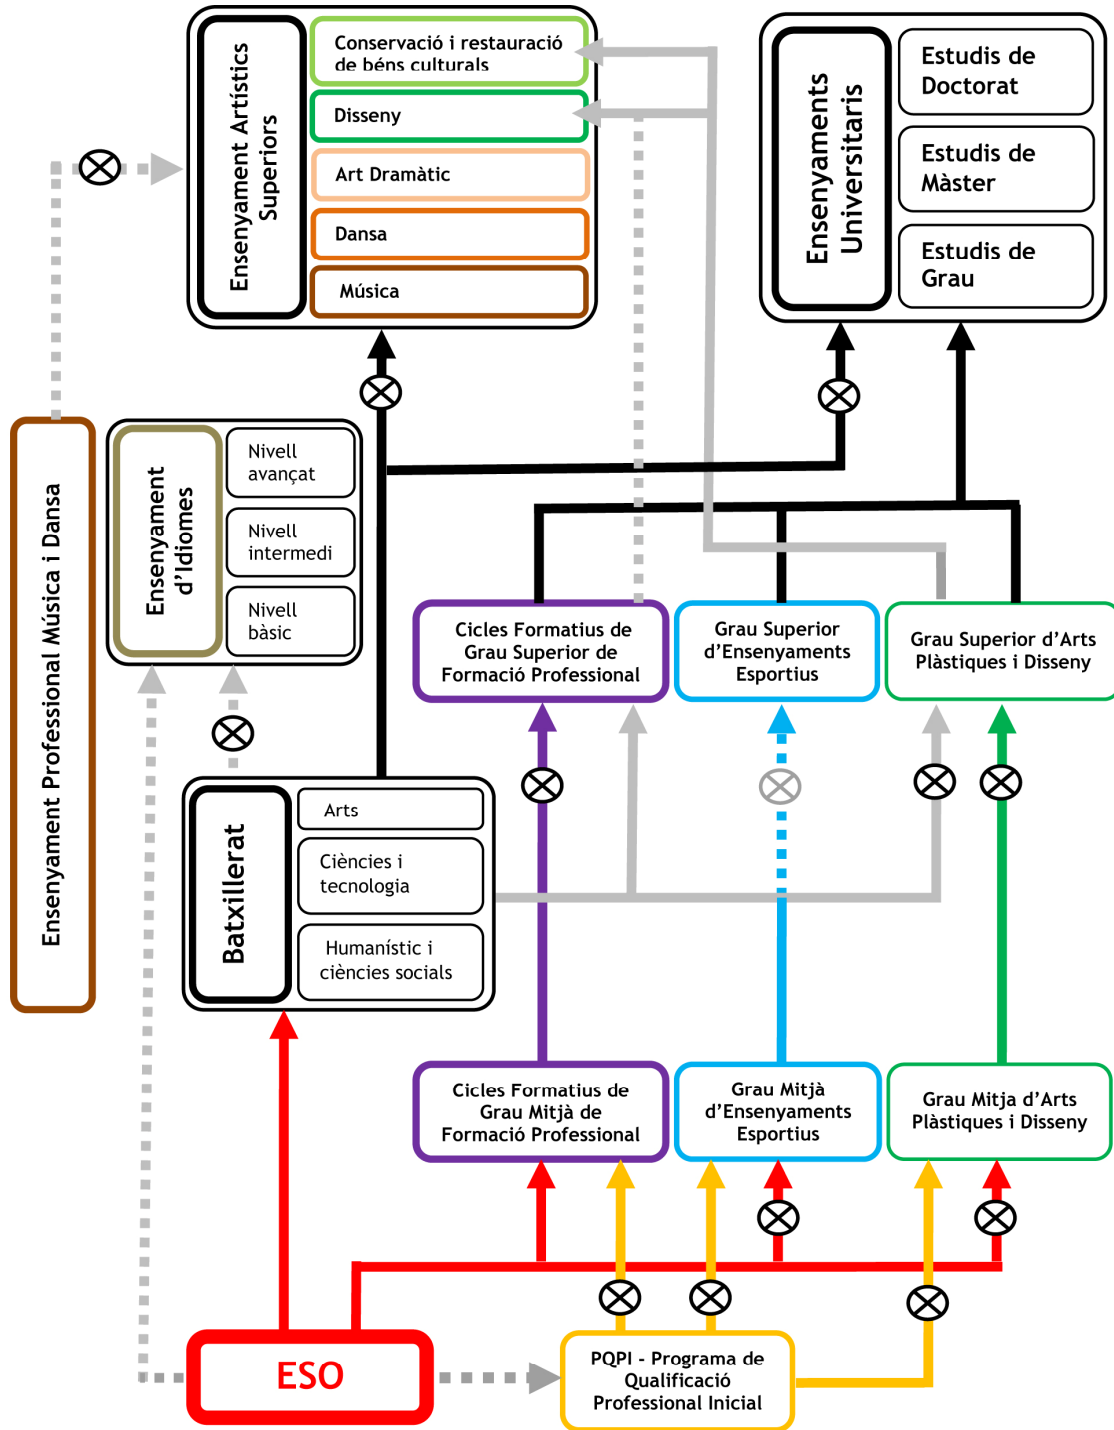 Ensenyament Artístics
Superiors
Conservació i restauració
de béns culturals
Disseny
Art Dramàtic
Dansa
Música
Ensenyaments
Universitaris
Estudis de
Doctorat
Estudis de
Màster
Estudis de
Grau
Ensenyament Professional Música i Dansa
Ensenyament
d'Idiomes
Nivell
avançat
Nivell
intermedi
Nivell
bàsic
Cicles Formatius de
Grau Superior de
Formació Professional
Grau Superior
d'Ensenyaments
Esportius
Grau Superior d'Arts
Plàstiques i Disseny
Batxillerat
Arts
Ciències i
tecnologia
Humanístic i
ciències socials
Cicles Formatius de
Grau Mitjà de
Formació Professional
Grau Mitjà
d'Ensenyaments
Esportius
Grau Mitja d'Arts
Plàstiques i Disseny
ESO
PQPI - Programa de
Qualificació
Professional Inicial